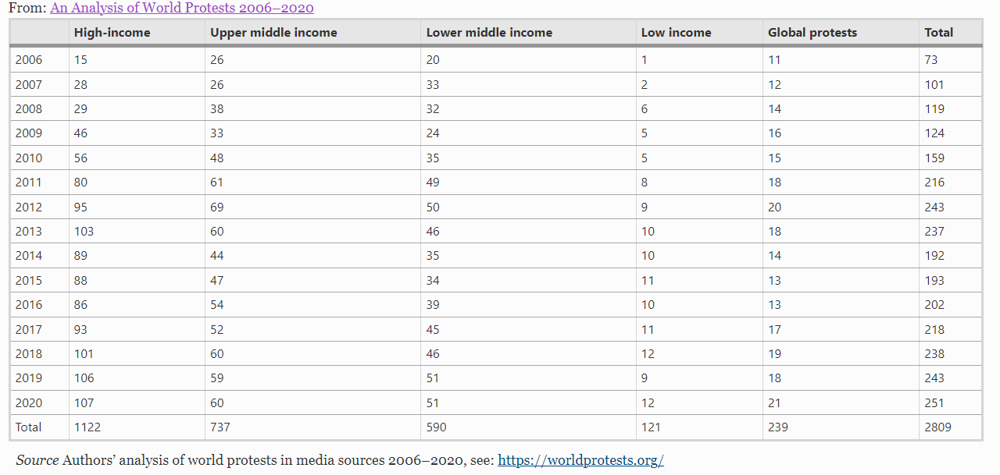 From: An Analysis of World Protests 2006–2020
High-income Upper middle income Lower middle income Low income Global protests Total
2006 15 26 20 1 11 73
2007 28 26 33 2 12 101
2008 29 38 32 6 14 119
2009 46 33 24 5 16 124
2010 56 48 35 5 15 159
2011 80 61 49 8 18 216
2012 95 69 50 9 20 243
2013 103 60 46 10 18 237
2014 89 44 35 10 14 192
2015 88 47 34 11 13 193
2016 86 54 39 10 13 202
2017 93 52 45 11 17 218
2018 101 60 46 12 19 238
2019 106 59 51 9 18 243
2020 107 60 51 12 21 251
Total 1122 737 590 121 239 2809
Source Authors’ analysis of world protests in media sources 2006–2020, see: https://worldprotests.org/